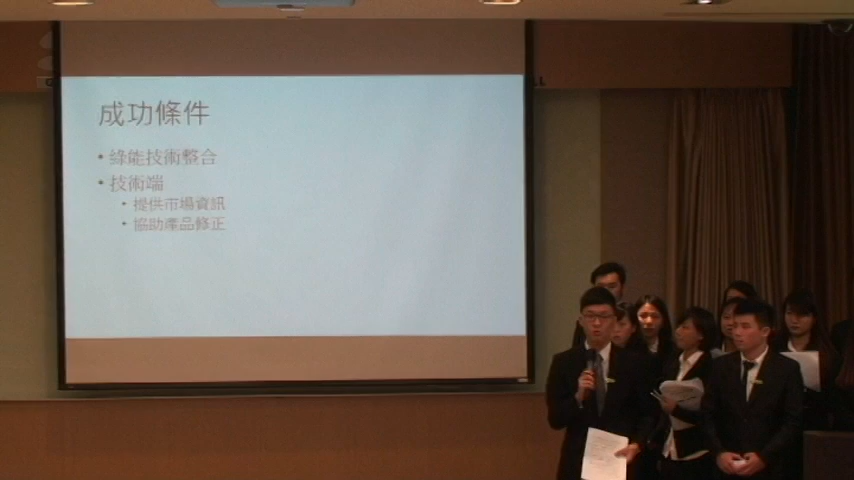 成功條件
• 綠能技術整合
• 技術端
• 提供市場資訊
• 協助產品修正